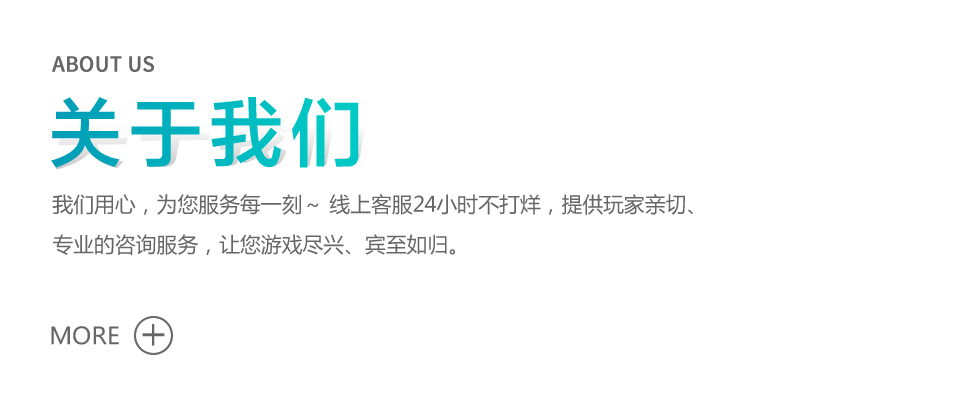 ABOUT US
关于我们
我们用心，为您服务每一刻～ 线上客服24小时不打烊，提供玩家亲切、
专业的咨询服务，让您游戏尽兴、宾至如归。
MORE